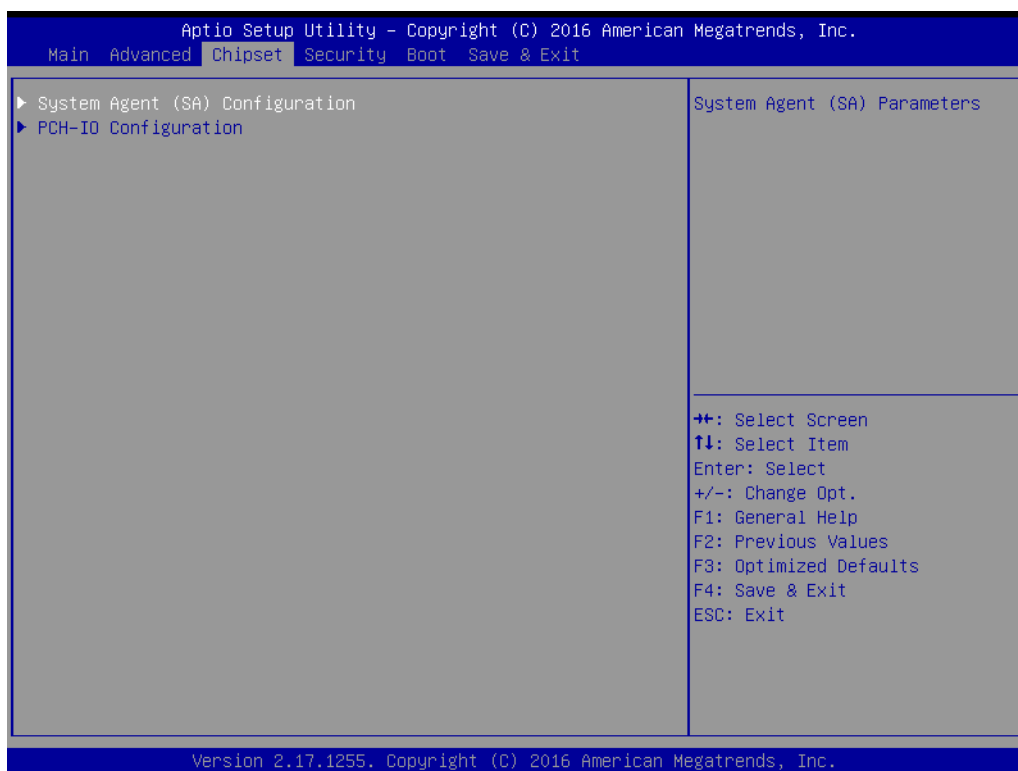 Aptio Setup Utility – Copyright (C) 2016 American Megatrends, Inc.
Main Advanced Chipset Security Boot Save & Exit
▶ System Agent (SA) Configuration
▶ PCH-IO Configuration
System Agent (SA) Parameters
→←: Select Screen
↑↓: Select Item
Enter: Select
+/-: Change Opt.
F1: General Help
F2: Previous Values
F3: Optimized Defaults
F4: Save & Exit
ESC: Exit
Version 2.17.1255. Copyright (C) 2016 American Megatrends, Inc.